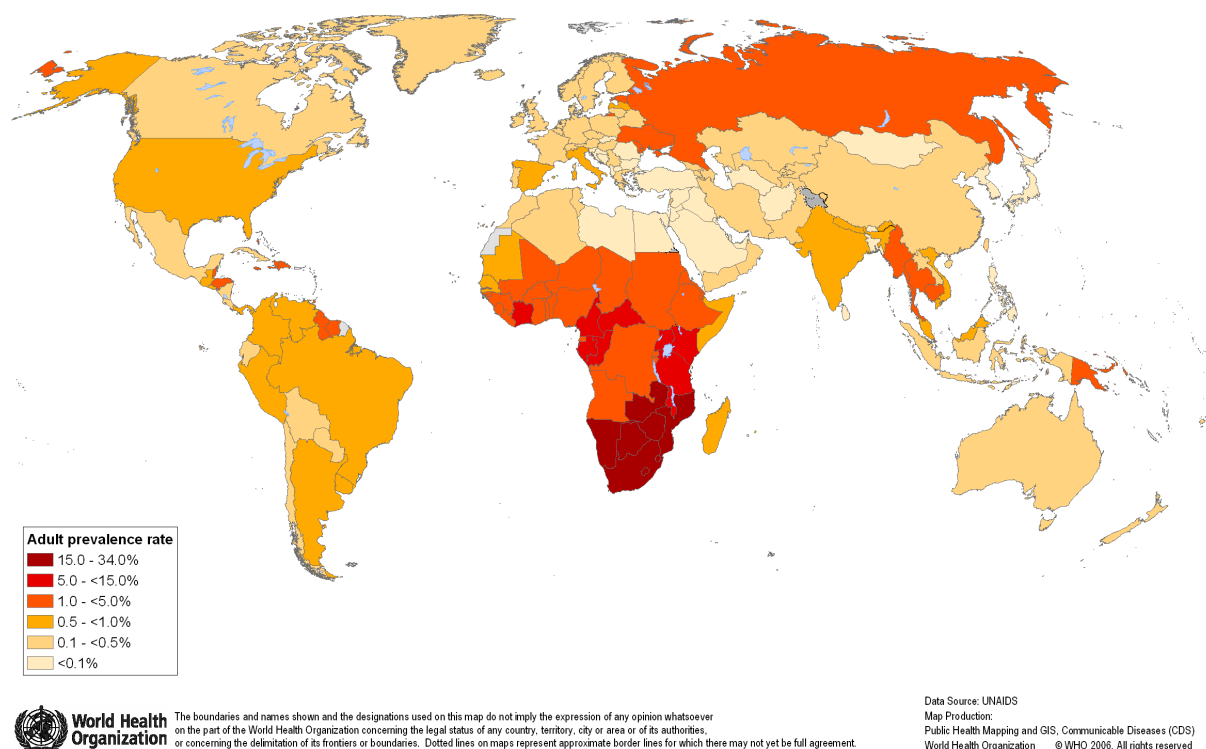 Adult prevalence rate
15.0 - 34.0%
5.0 - <15.0%
1.0 - <5.0%
0.5 - <1.0%
0.1 - <0.5%
<0.1%
World Health
Organization
The boundaries and names shown and the designations used on this map do not imply the expression of any opinion whatsoever
on the part of the World Health Organization concerning the legal status of any country, territory, city or area or of its authorities,
or concerning the delimitation of its frontiers or boundaries. Dotted lines on maps represent approximate border lines for which there may not yet be full agreement.
Data Source: UNAIDS
Map Production:
Public Health Mapping and GIS, Communicable Diseases (CDS)
World Health Organization © WHO 2006. All rights reserved